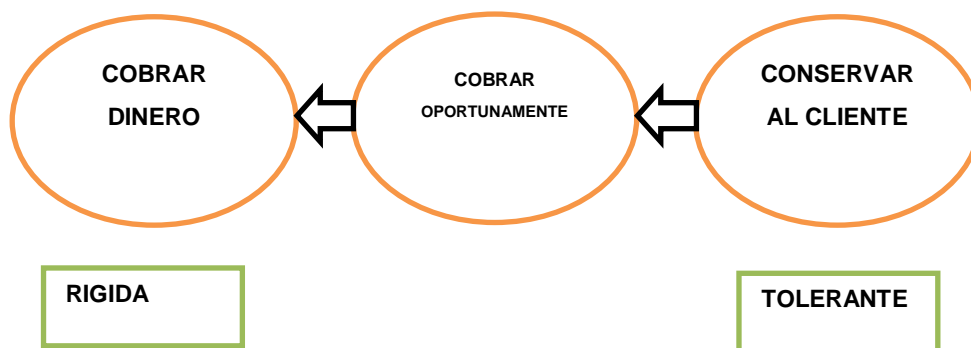 COBRAR
DINERO
COBRAR
OPORTUNAMENTE
CONSERVAR
AL CLIENTE
RIGIDA
TOLERANTE